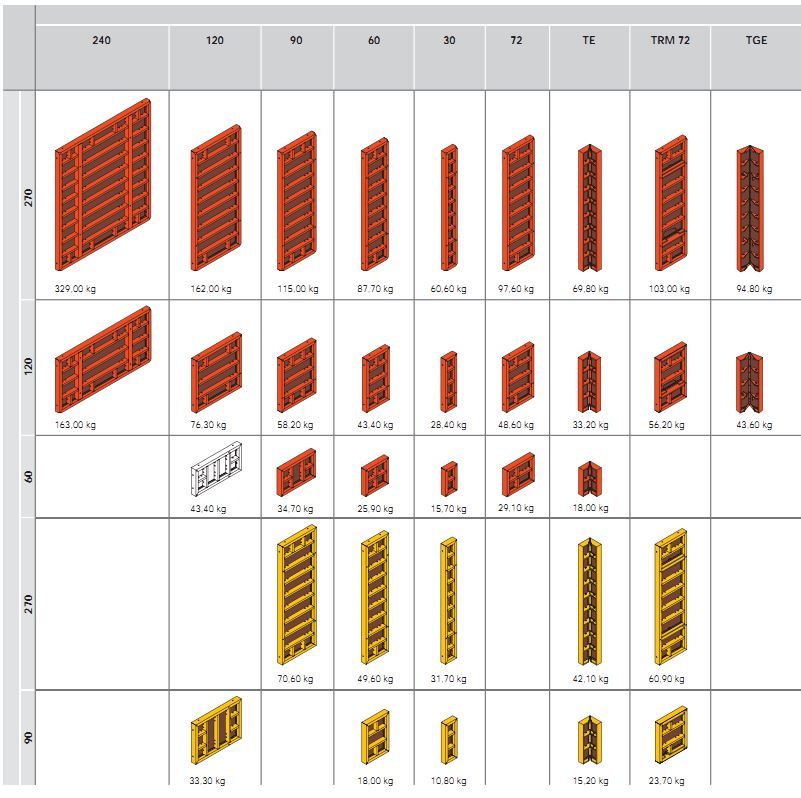 240 120 90 60 30 72 TE TRM 72 TGE
270
329,00 kg 162,00 kg 115,00 kg 87,70 kg 60,60 kg 97,60 kg 69,80 kg 103,00 kg 94,80 kg
120
163,00 kg 76,30 kg 58,20 kg 43,40 kg 28,40 kg 48,60 kg 33,20 kg 56,20 kg 43,60 kg
60
43,40 kg 34,70 kg 25,90 kg 15,70 kg 29,10 kg 18,00 kg
270
70,60 kg 49,60 kg 31,70 kg 42,10 kg 60,90 kg
90
33,30 kg 18,00 kg 10,80 kg 15,20 kg 23,70 kg